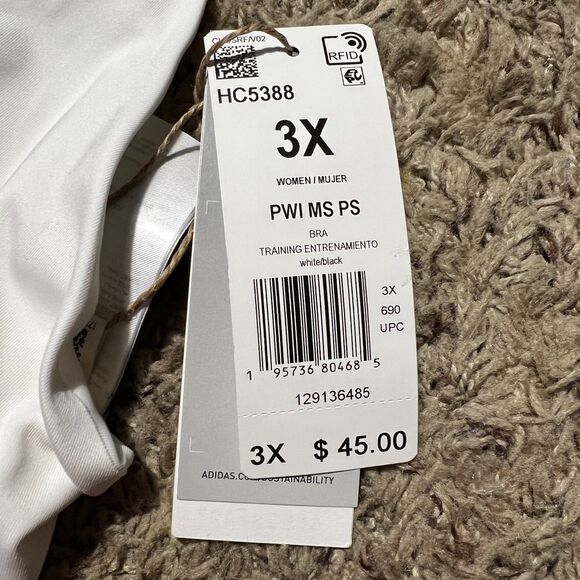 RFID
HC5388
3X
WOMEN / MUJER
PWI MS PS
BRA
TRAINING ENTRENAMIENTO
white/black
3X
690
UPC
1 95736 80468 5
129136485
3X $ 45.00
ADIDAS.COM/SUSTAINABILITY